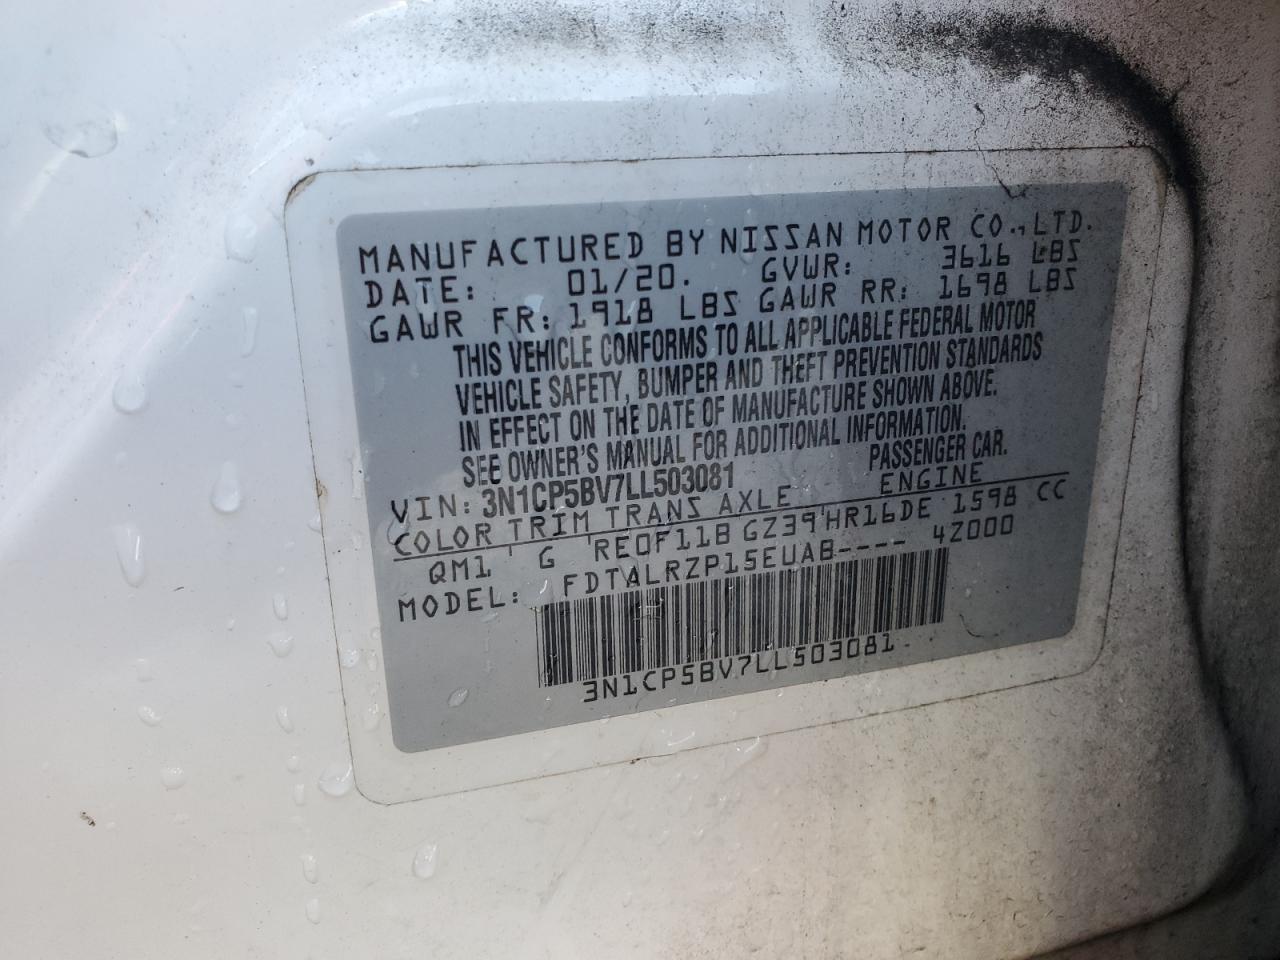 MANUFACTURED BY NISSAN MOTOR CO., LTD.
DATE: 01/20. GVWR: 3616 LBS
GAWR FR: 1918 LBS GAWR RR: 1698 LBS
THIS VEHICLE CONFORMS TO ALL APPLICABLE FEDERAL MOTOR
VEHICLE SAFETY, BUMPER AND THEFT PREVENTION STANDARDS
IN EFFECT ON THE DATE OF MANUFACTURE SHOWN ABOVE.
SEE OWNER'S MANUAL FOR ADDITIONAL INFORMATION.
VIN: 3N1CP5BV7LL503081 PASSENGER CAR.
COLOR TRIM TRANS AXLE ENGINE
QM1 ' G RE0F11B GZ39 'HR16DE 1598 CC
MODEL: FDTALRZP15EUAB---- 42000
3N1CP5BV7LL503081